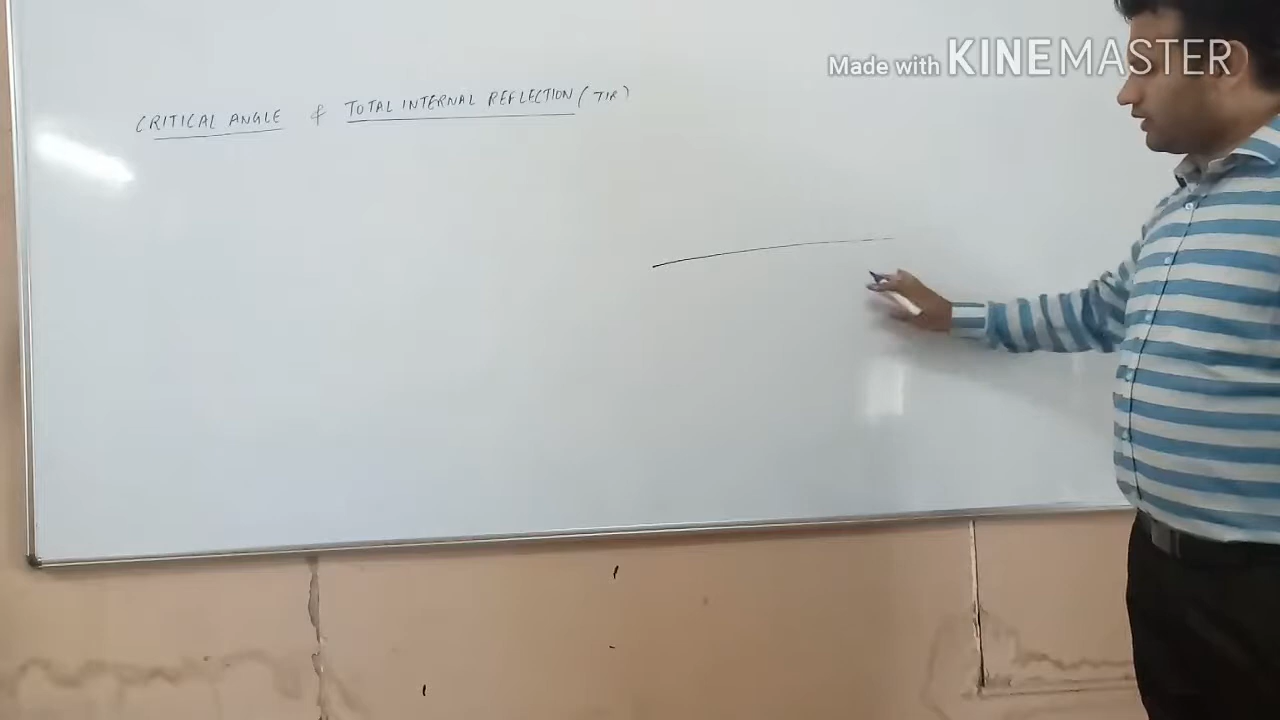 Made with KINEMASTER
CRITICAL ANGLE & TOTAL INTERNAL REFLECTION (TIR)